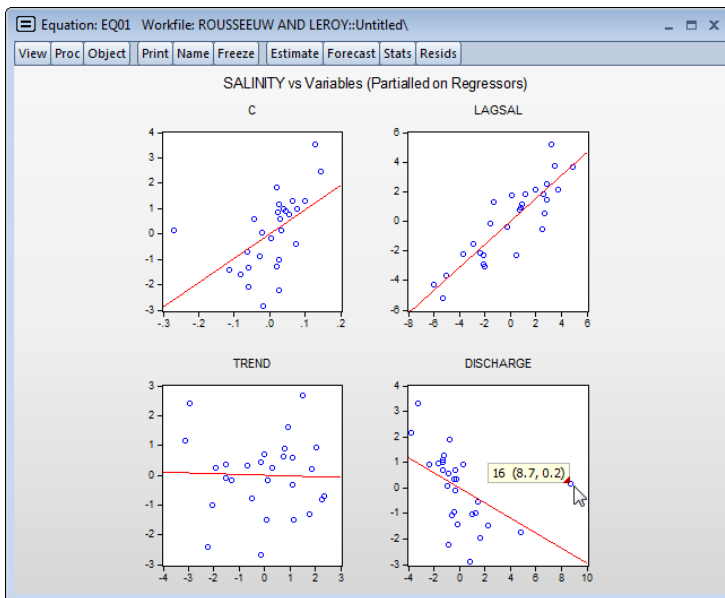 Equation: EQ01 Workfile: ROUSSEEUW AND LEROY::Untitled\
View Proc Object Print Name Freeze Estimate Forecast Stats Resids
SALINITY vs Variables (Partialled on Regressors)
C
4
3
2
1
0
-1
-2
-3
-.3 -.2 -.1 .0 .1 .2
LAGSAL
6
4
2
0
-2
-4
-6
-8 -6 -4 -2 0 2 4 6
TREND
3
2
1
0
-1
-2
-3
-4 -3 -2 -1 0 1 2 3
DISCHARGE
4
3
2
1
0
-1
-2
-3
-4 -2 0 2 4 6 8 10
16 (8.7, 0.2)